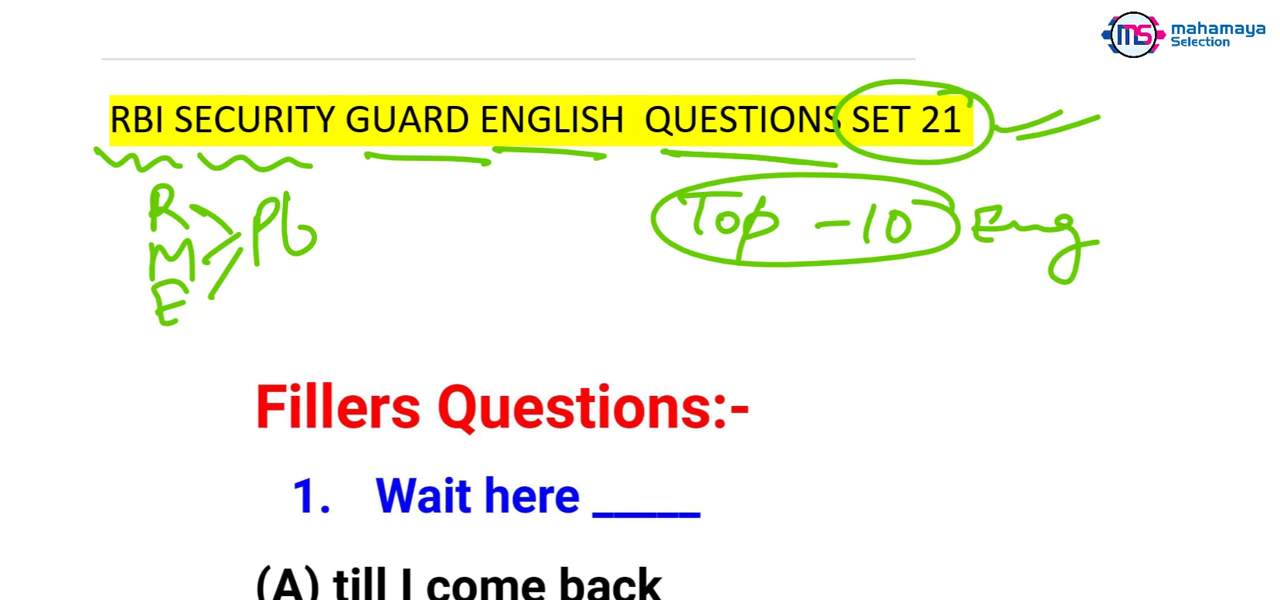 mahamaya
Selection
RBI SECURITY GUARD ENGLISH QUESTIONS SET 21
R
M
E
Pb
Top - 10 Eng
Fillers Questions:-
1. Wait here _____
(A) till I come back